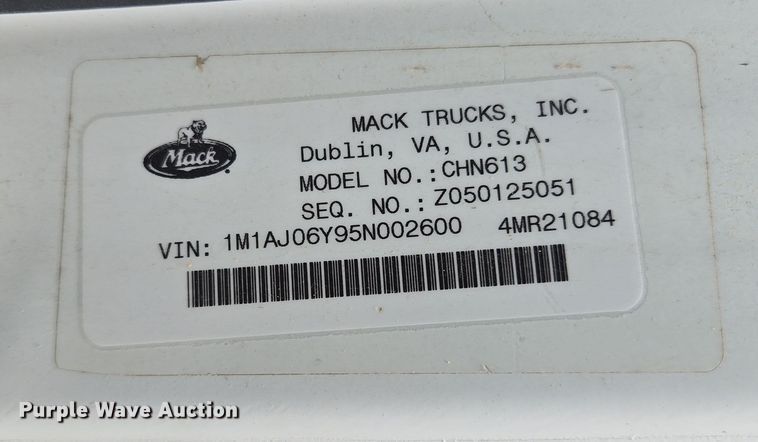 MACK TRUCKS, INC.
Dublin, VA, U.S.A.
Mack
MODEL NO.: CHN613
SEQ. NO.: Z050125051
VIN: 1M1AJ06Y95N002600 4MR21084
Purple Wave Auction